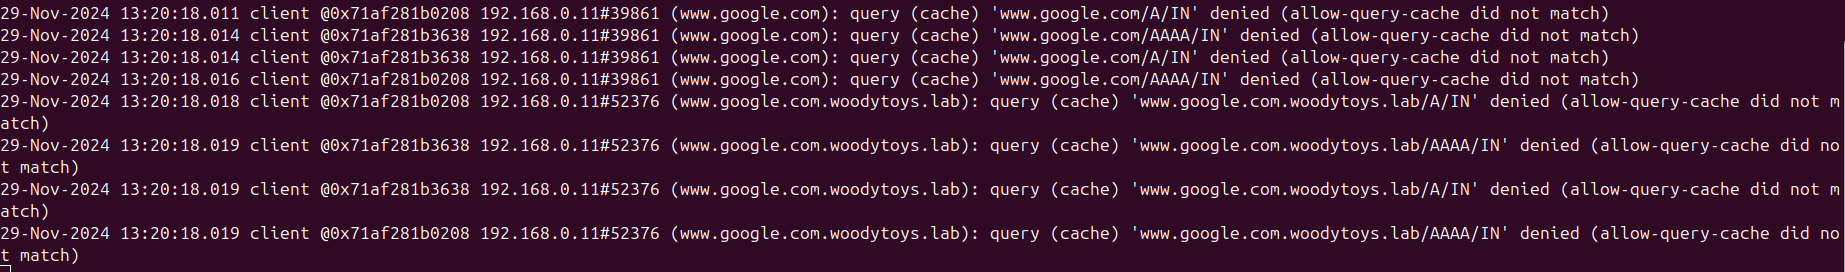 29-Nov-2024 13:20:18.011 client @0x71af281b0208 192.168.0.11#39861 (www.google.com): query (cache) 'www.google.com/A/IN' denied (allow-query-cache did not match)
29-Nov-2024 13:20:18.014 client @0x71af281b3638 192.168.0.11#39861 (www.google.com): query (cache) 'www.google.com/AAAA/IN' denied (allow-query-cache did not match)
29-Nov-2024 13:20:18.014 client @0x71af281b3638 192.168.0.11#39861 (www.google.com): query (cache) 'www.google.com/A/IN' denied (allow-query-cache did not match)
29-Nov-2024 13:20:18.016 client @0x71af281b0208 192.168.0.11#39861 (www.google.com): query (cache) 'www.google.com/AAAA/IN' denied (allow-query-cache did not match)
29-Nov-2024 13:20:18.018 client @0x71af281b0208 192.168.0.11#52376 (www.google.com.woodytoys.lab): query (cache) 'www.google.com.woodytoys.lab/A/IN' denied (allow-query-cache did not m
atch)
29-Nov-2024 13:20:18.019 client @0x71af281b3638 192.168.0.11#52376 (www.google.com.woodytoys.lab): query (cache) 'www.google.com.woodytoys.lab/AAAA/IN' denied (allow-query-cache did no
t match)
29-Nov-2024 13:20:18.019 client @0x71af281b3638 192.168.0.11#52376 (www.google.com.woodytoys.lab): query (cache) 'www.google.com.woodytoys.lab/A/IN' denied (allow-query-cache did not m
atch)
29-Nov-2024 13:20:18.019 client @0x71af281b0208 192.168.0.11#52376 (www.google.com.woodytoys.lab): query (cache) 'www.google.com.woodytoys.lab/AAAA/IN' denied (allow-query-cache did no
t match)